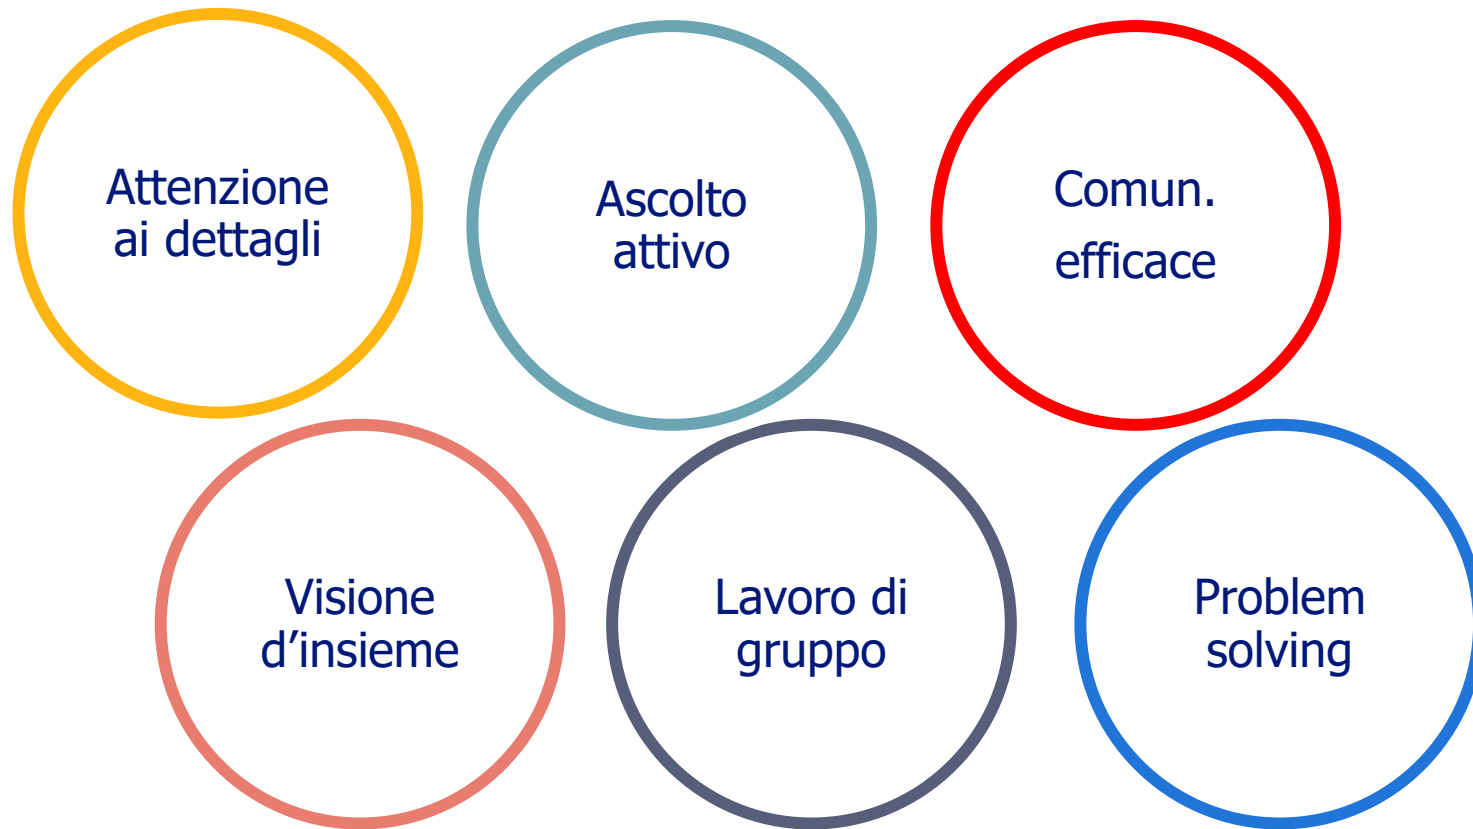 Attenzione
ai dettagli
Ascolto
attivo
Comun.
efficace
Visione
d’insieme
Lavoro di
gruppo
Problem
solving